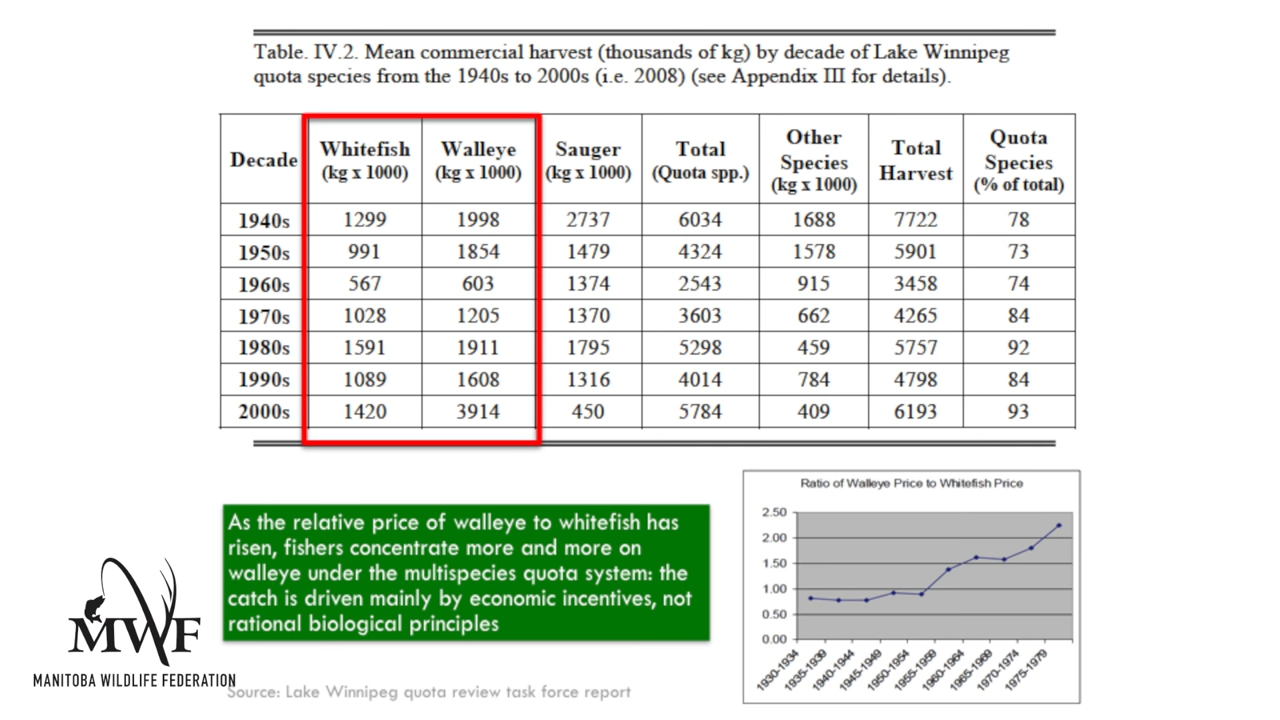 Table. IV.2. Mean commercial harvest (thousands of kg) by decade of Lake Winnipeg
quota species from the 1940s to 2000s (i.e. 2008) (see Appendix III for details).
Decade Whitefish (kg x 1000) Walleye (kg x 1000) Sauger (kg x 1000) Total (Quota spp.) Other Species (kg x 1000) Total Harvest Quota Species (% of total)
1940s 1299 1998 2737 6034 1688 7722 78
1950s 991 1854 1479 4324 1578 5901 73
1960s 567 603 1374 2543 915 3458 74
1970s 1028 1205 1370 3603 662 4265 84
1980s 1591 1911 1795 5298 459 5757 92
1990s 1089 1608 1316 4014 784 4798 84
2000s 1420 3914 450 5784 409 6193 93
As the relative price of walleye to whitefish has
risen, fishers concentrate more and more on
walleye under the multispecies quota system: the
catch is driven mainly by economic incentives, not
rational biological principles
Ratio of Walleye Price to Whitefish Price
2.50
2.00
1.50
1.00
0.50
0.00
1930-1934
1935-1939
1940-1944
1945-1949
1950-1954
1955-1959
1960-1964
1965-1969
1970-1974
1975-1979
MWF
MANITOBA WILDLIFE FEDERATION
Source: Lake Winnipeg quota review task force report